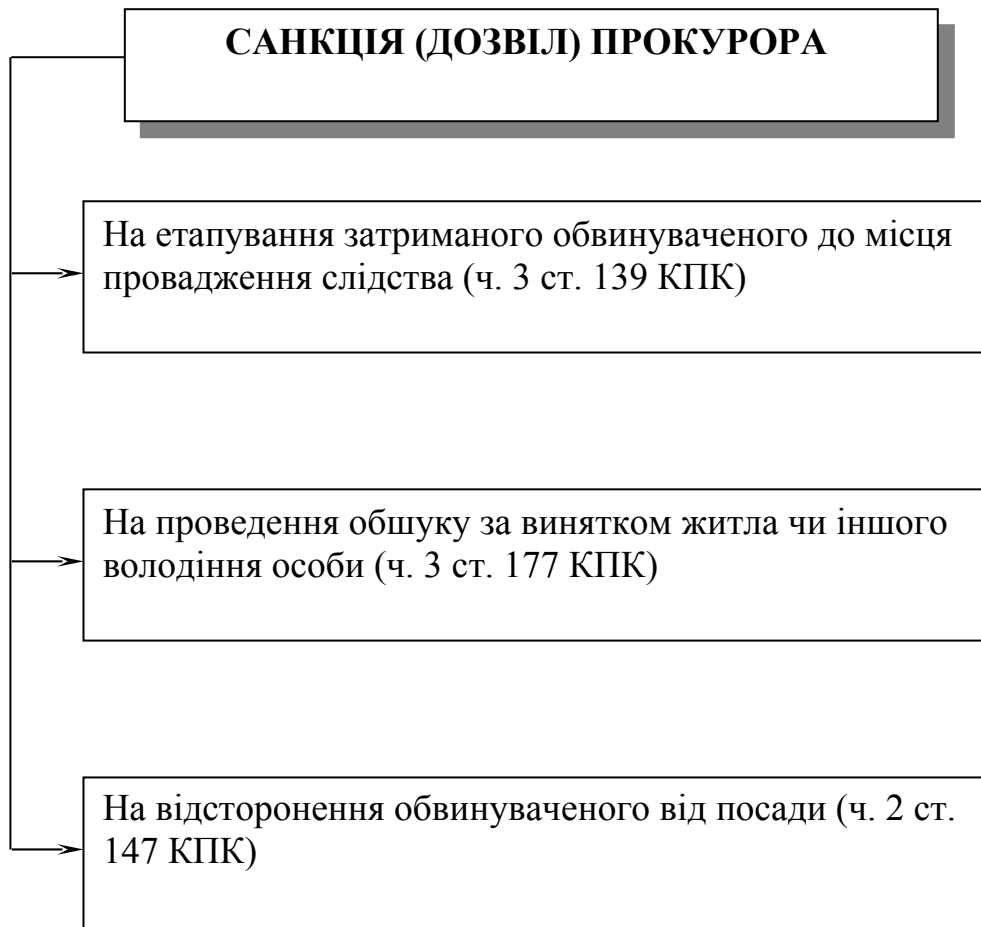 САНКЦІЯ (ДОЗВІЛ) ПРОКУРОРА
На етапування затриманого обвинуваченого до місця
провадження слідства (ч. 3 ст. 139 КПК)
На проведення обшуку за винятком житла чи іншого
володіння особи (ч. 3 ст. 177 КПК)
На відсторонення обвинуваченого від посади (ч. 2 ст.
147 КПК)